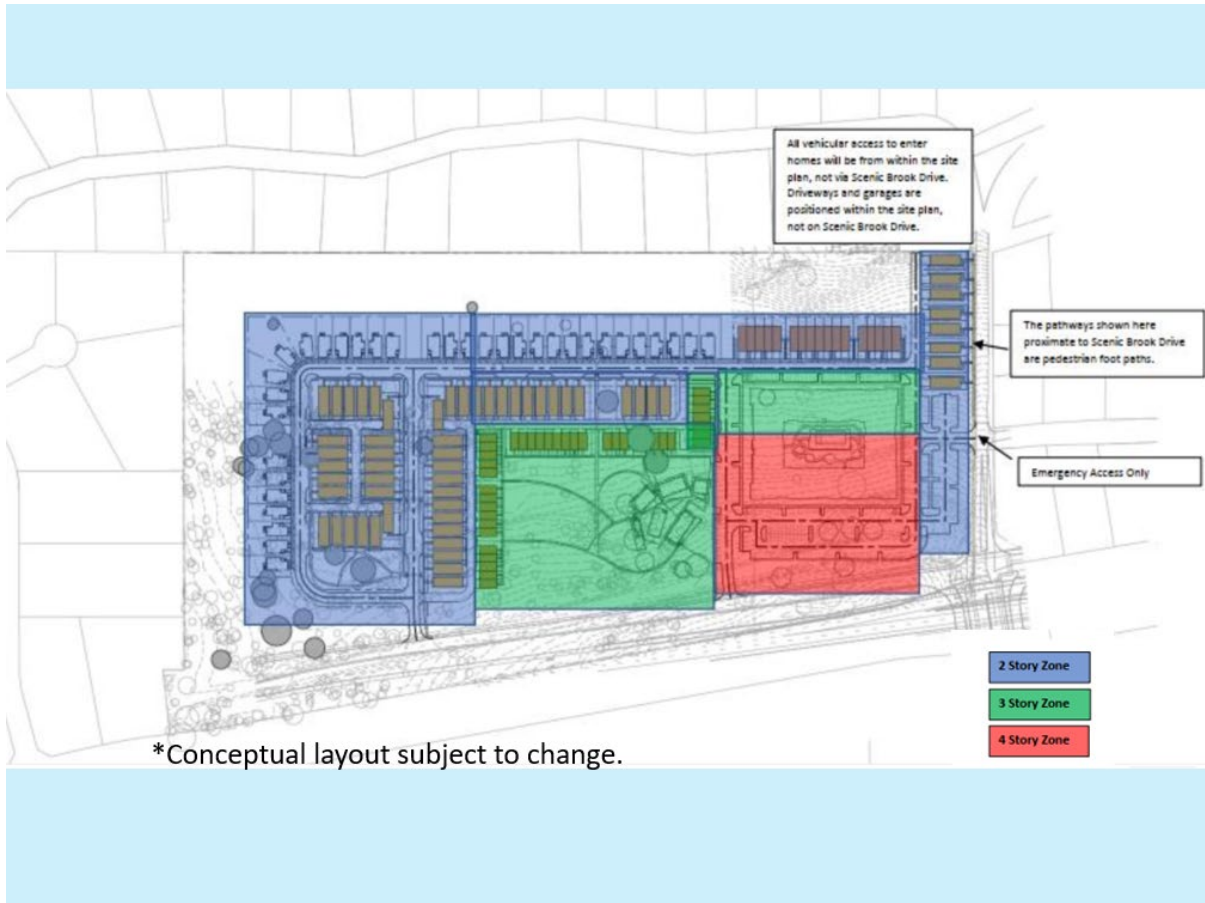 All vehicular access to enter
homes will be from within the site
plan, not via Scenic Brook Drive.
Driveways and garages are
positioned within the site plan,
not on Scenic Brook Drive.
The pathways shown here
proximate to Scenic Brook Drive
are pedestrian foot paths.
Emergency Access Only
2 Story Zone
3 Story Zone
4 Story Zone
*Conceptual layout subject to change.